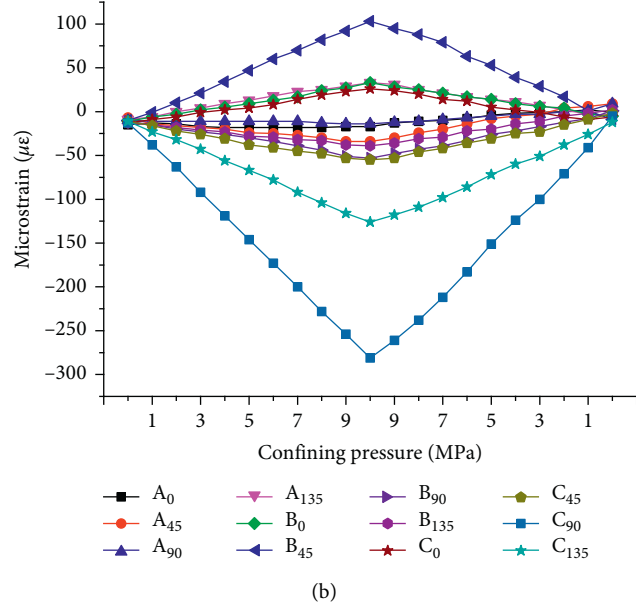 100
50
0
−50
−100
−150
−200
−250
−300
Microstrain (με)
1 3 5 7 9 9 7 5 3 1
Confining pressure (MPa)
A₀ A₁₃₅ B₉₀ C₄₅
A₄₅ B₀ B₁₃₅ C₉₀
A₉₀ B₄₅ C₀ C₁₃₅
(b)